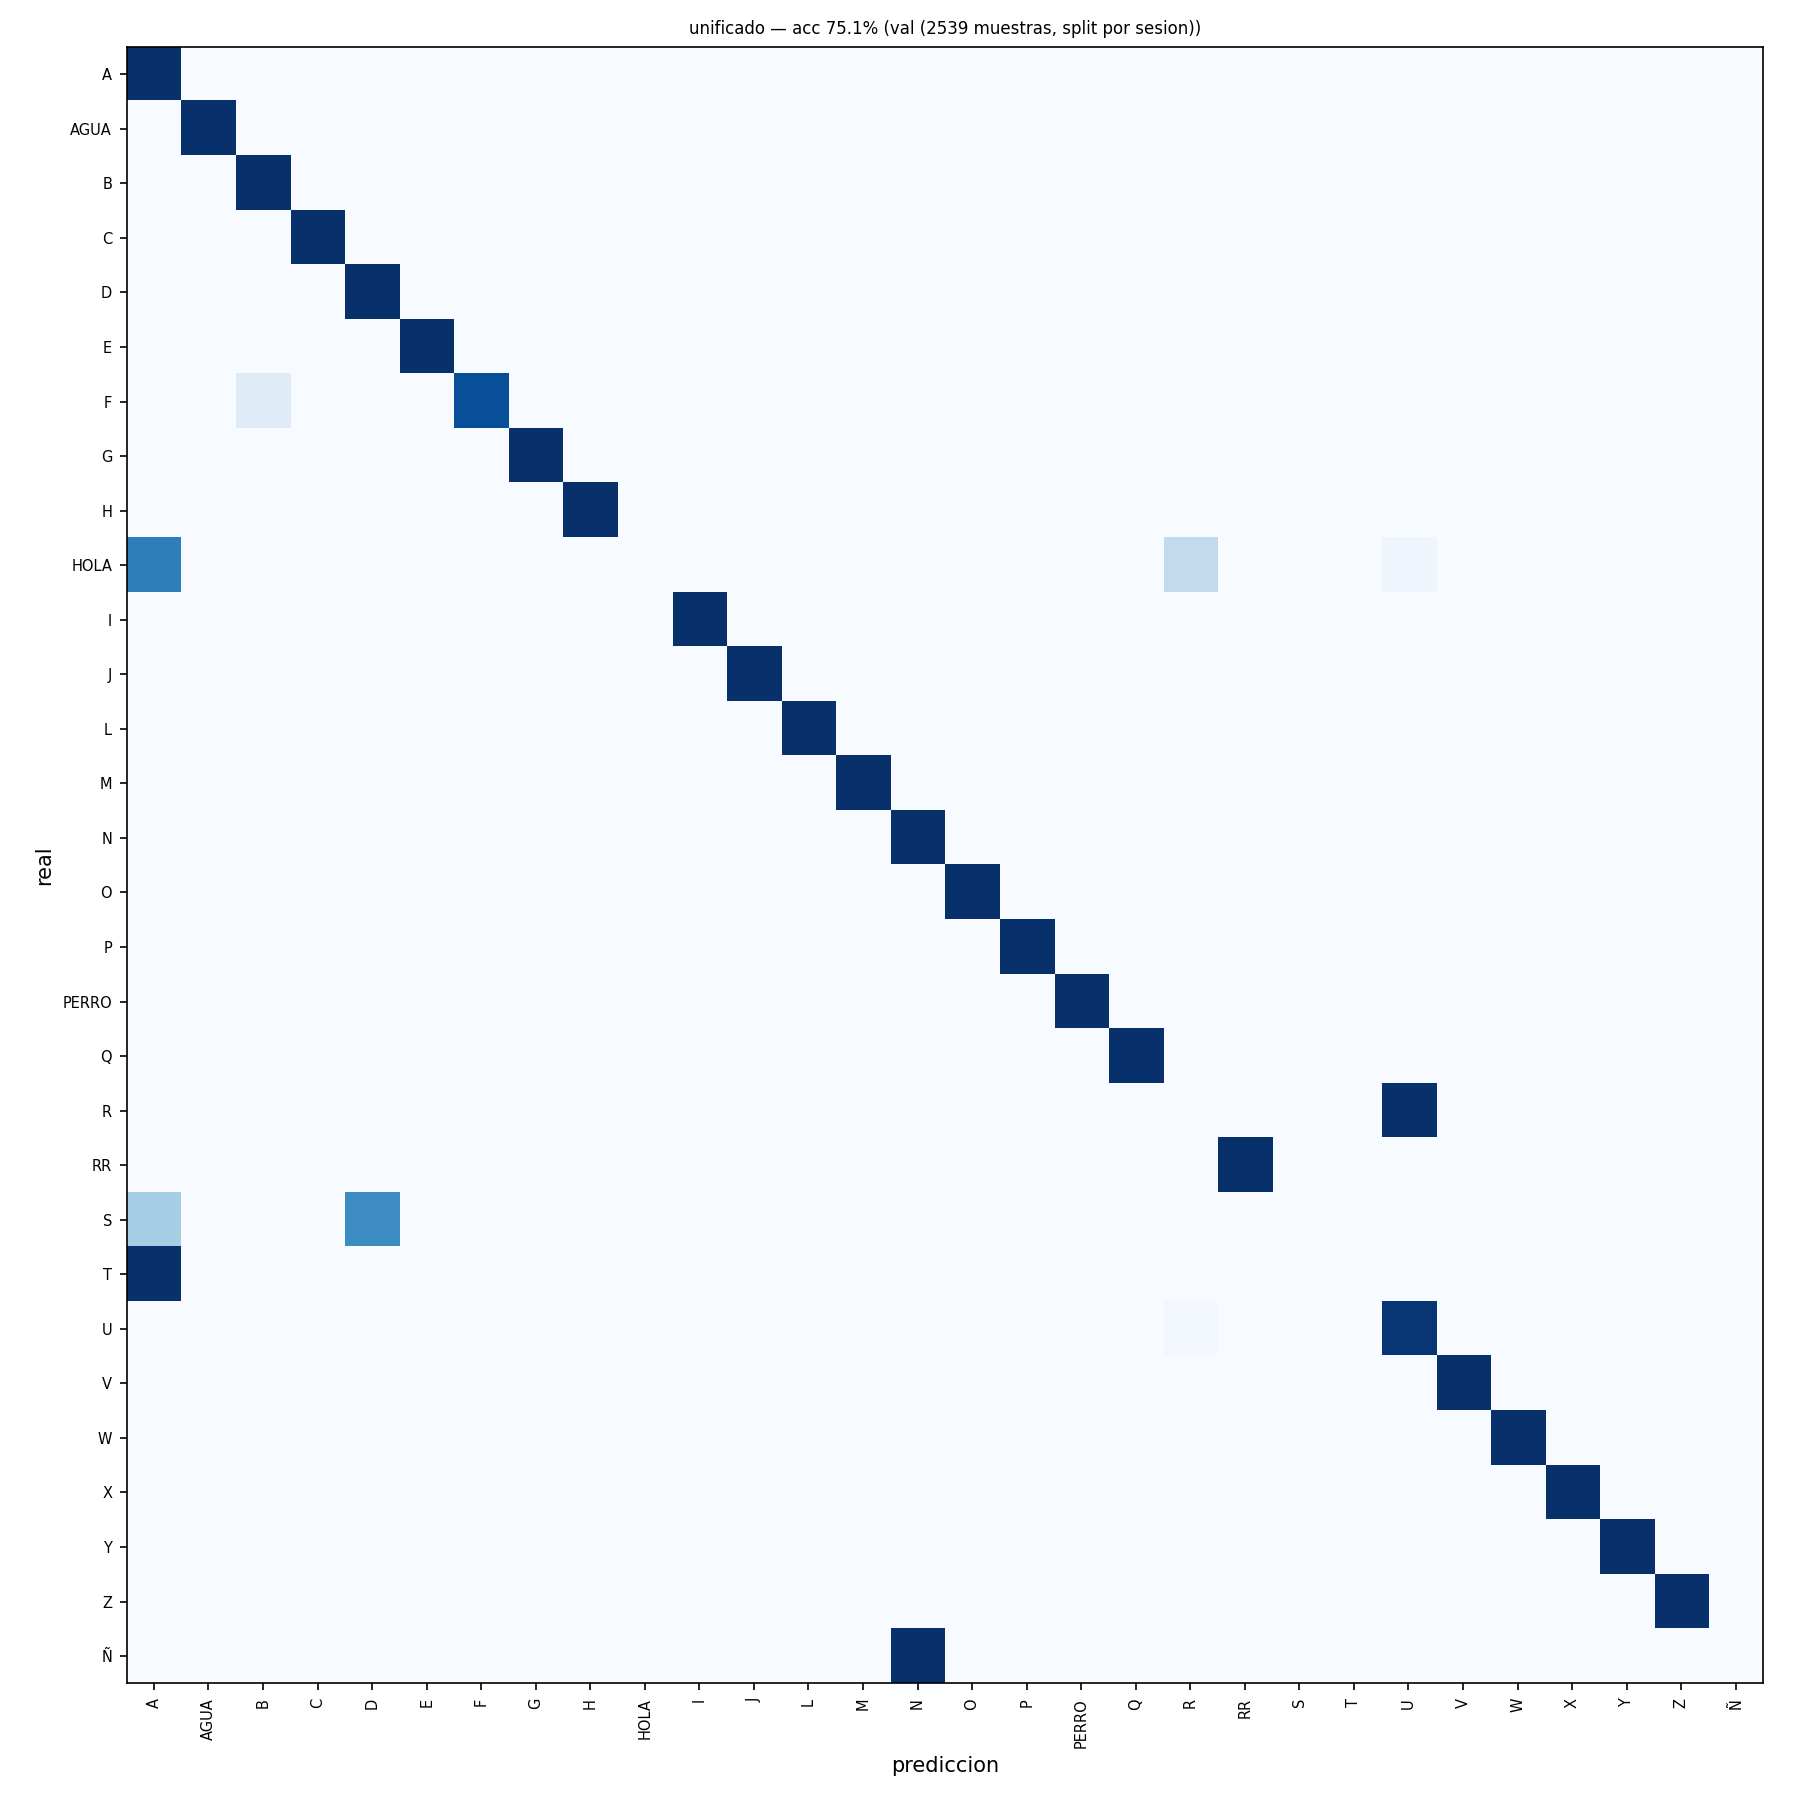 unificado — acc 75.1% (val (2539 muestras, split por sesion))
A
AGUA
B
C
D
E
F
G
H
HOLA
I
J
L
M
N
O
P
PERRO
Q
R
RR
S
T
U
V
W
X
Y
Z
Ñ
real
A AGUA B C D E F G H HOLA I J L M N O P PERRO Q R RR S T U V W X Y Z Ñ
prediccion